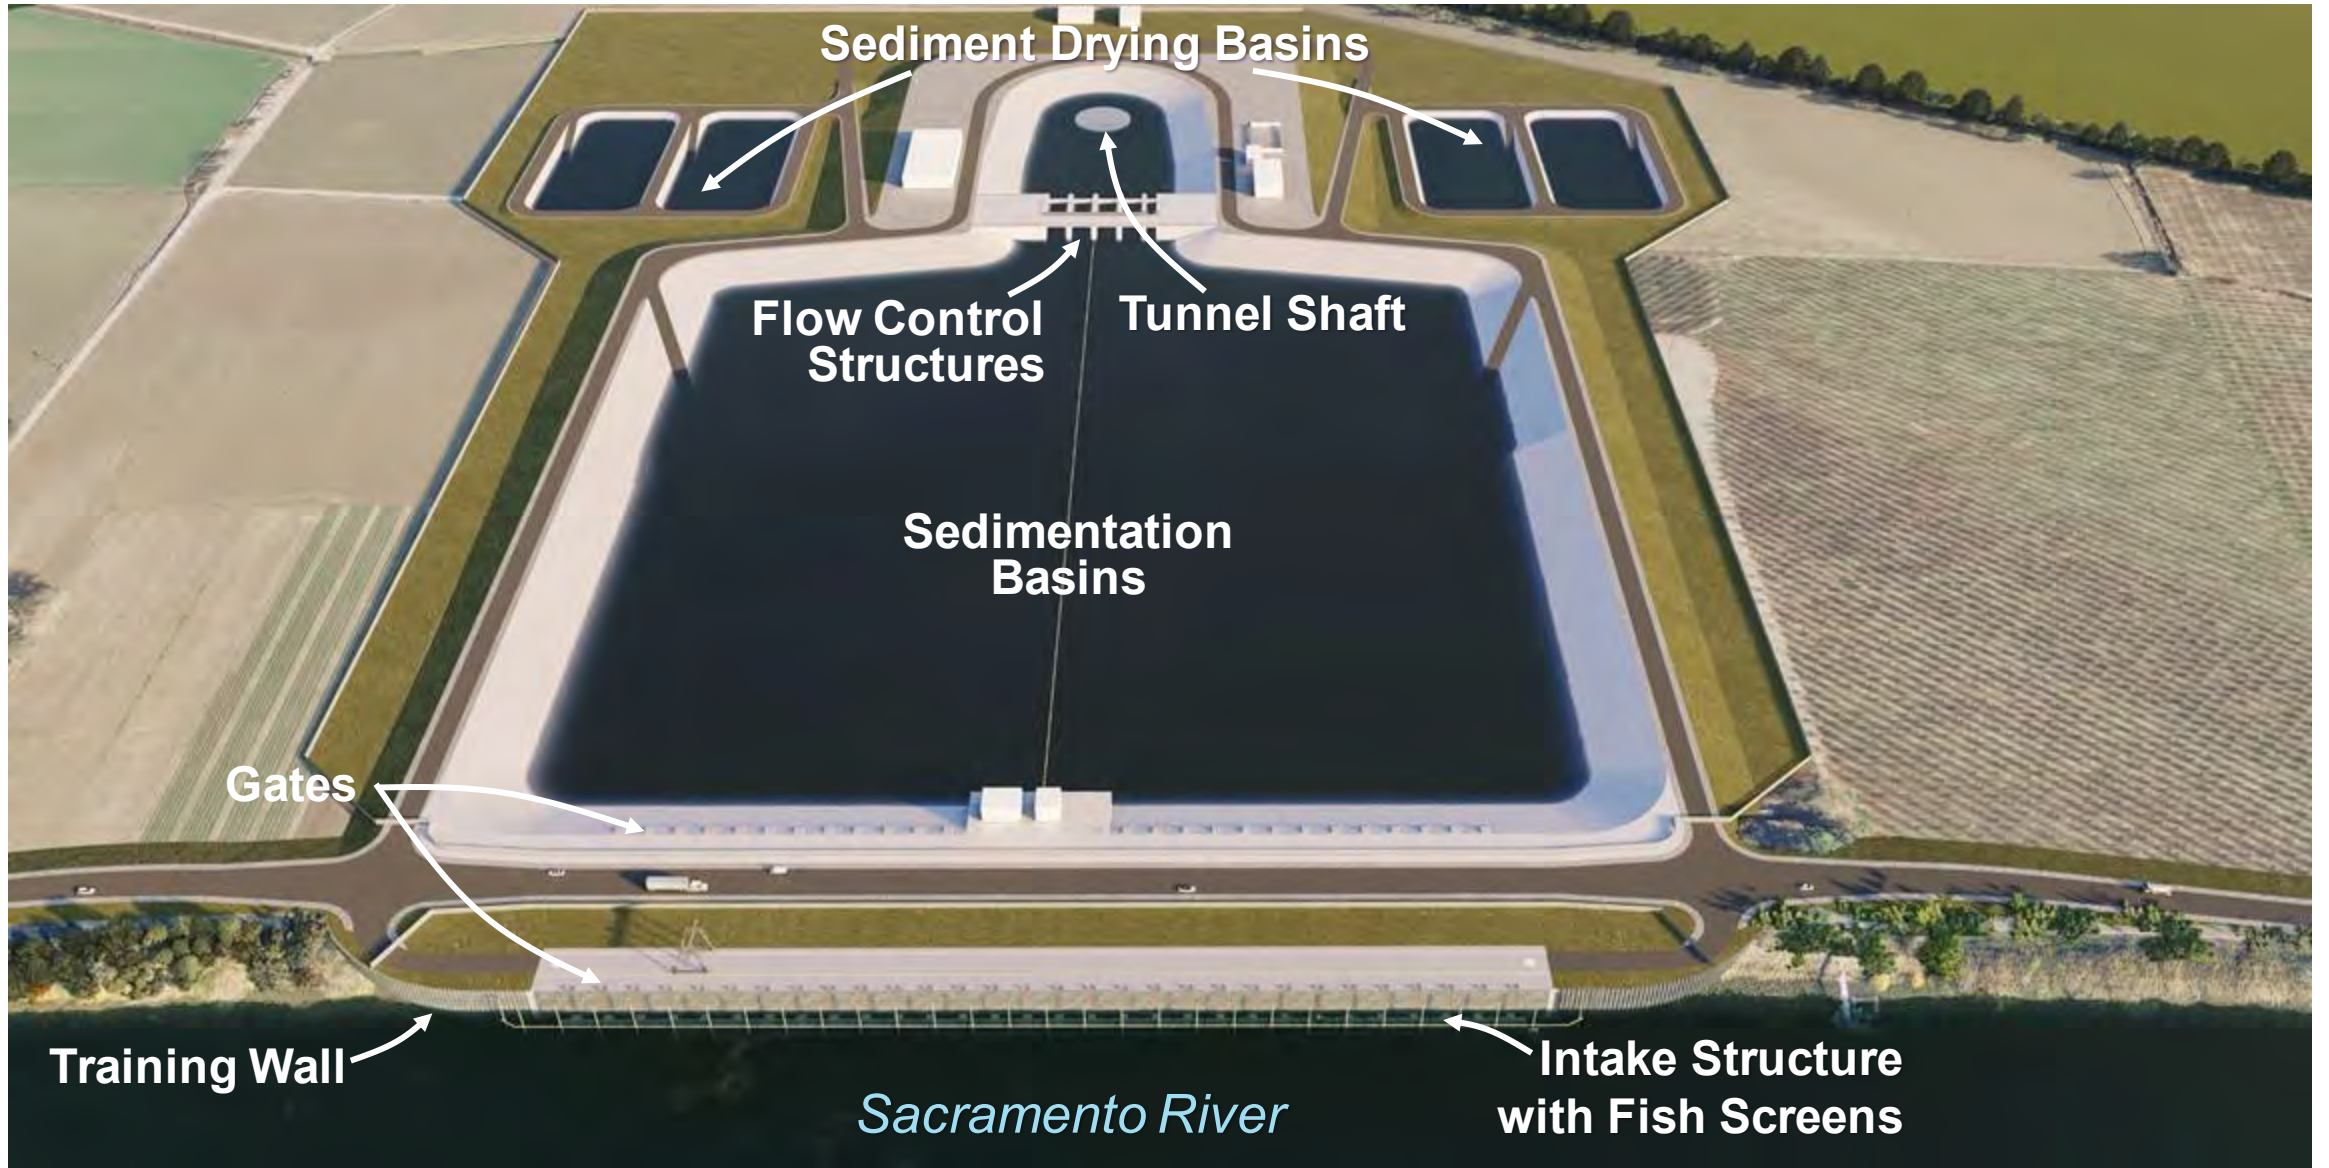 Sediment Drying Basins
Flow Control
Structures
Tunnel Shaft
Sedimentation
Basins
Gates
Training Wall
Intake Structure
with Fish Screens
Sacramento River